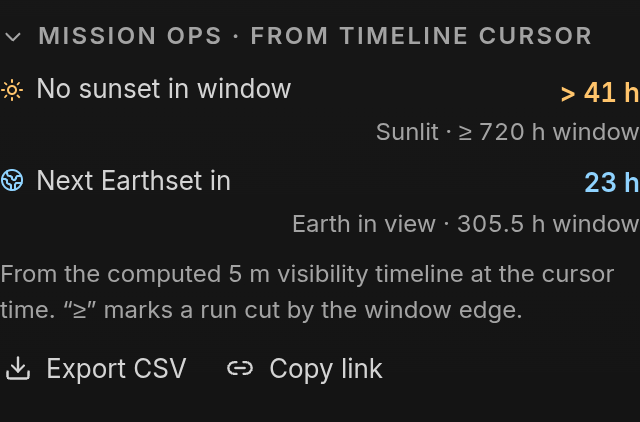 MISSION OPS · FROM TIMELINE CURSOR
No sunset in window > 41 h
Sunlit · ≥ 720 h window
Next Earthset in 23 h
Earth in view · 305.5 h window
From the computed 5 m visibility timeline at the cursor
time. “≥” marks a run cut by the window edge.
Export CSV Copy link